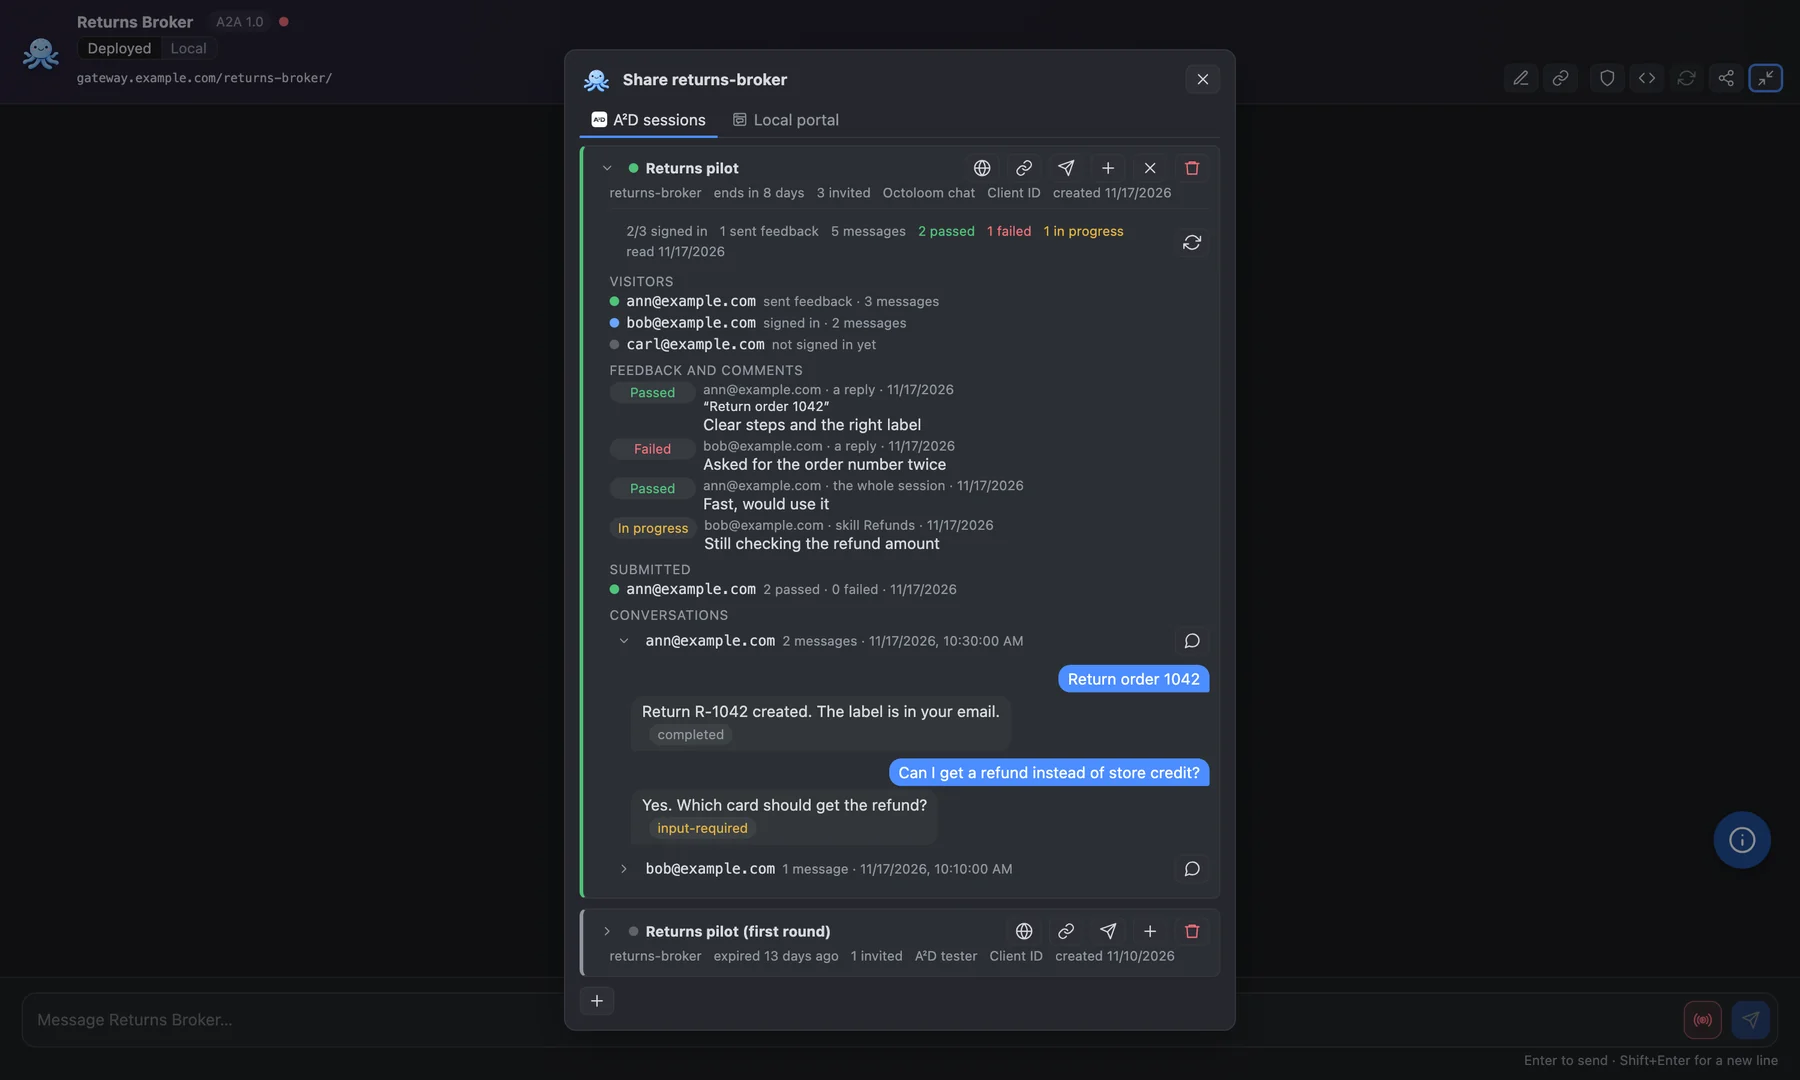 Returns Broker A2A 1.0
Deployed Local
gateway.example.com/returns-broker/
Share returns-broker
A²D A²D sessions Local portal
Returns pilot
returns-broker ends in 8 days 3 invited Octoloom chat Client ID created 11/17/2026
2/3 signed in 1 sent feedback 5 messages 2 passed 1 failed 1 in progress
read 11/17/2026
VISITORS
ann@example.com sent feedback · 3 messages
bob@example.com signed in · 2 messages
carl@example.com not signed in yet
FEEDBACK AND COMMENTS
Passed ann@example.com · a reply · 11/17/2026
“Return order 1042”
Clear steps and the right label
Failed bob@example.com · a reply · 11/17/2026
Asked for the order number twice
Passed ann@example.com · the whole session · 11/17/2026
Fast, would use it
In progress bob@example.com · skill Refunds · 11/17/2026
Still checking the refund amount
SUBMITTED
ann@example.com 2 passed · 0 failed · 11/17/2026
CONVERSATIONS
ann@example.com 2 messages · 11/17/2026, 10:30:00 AM
Return order 1042
Return R-1042 created. The label is in your email.
completed
Can I get a refund instead of store credit?
Yes. Which card should get the refund?
input-required
bob@example.com 1 message · 11/17/2026, 10:10:00 AM
Returns pilot (first round)
returns-broker expired 13 days ago 1 invited A²D tester Client ID created 11/10/2026
Message Returns Broker...
Enter to send · Shift+Enter for a new line